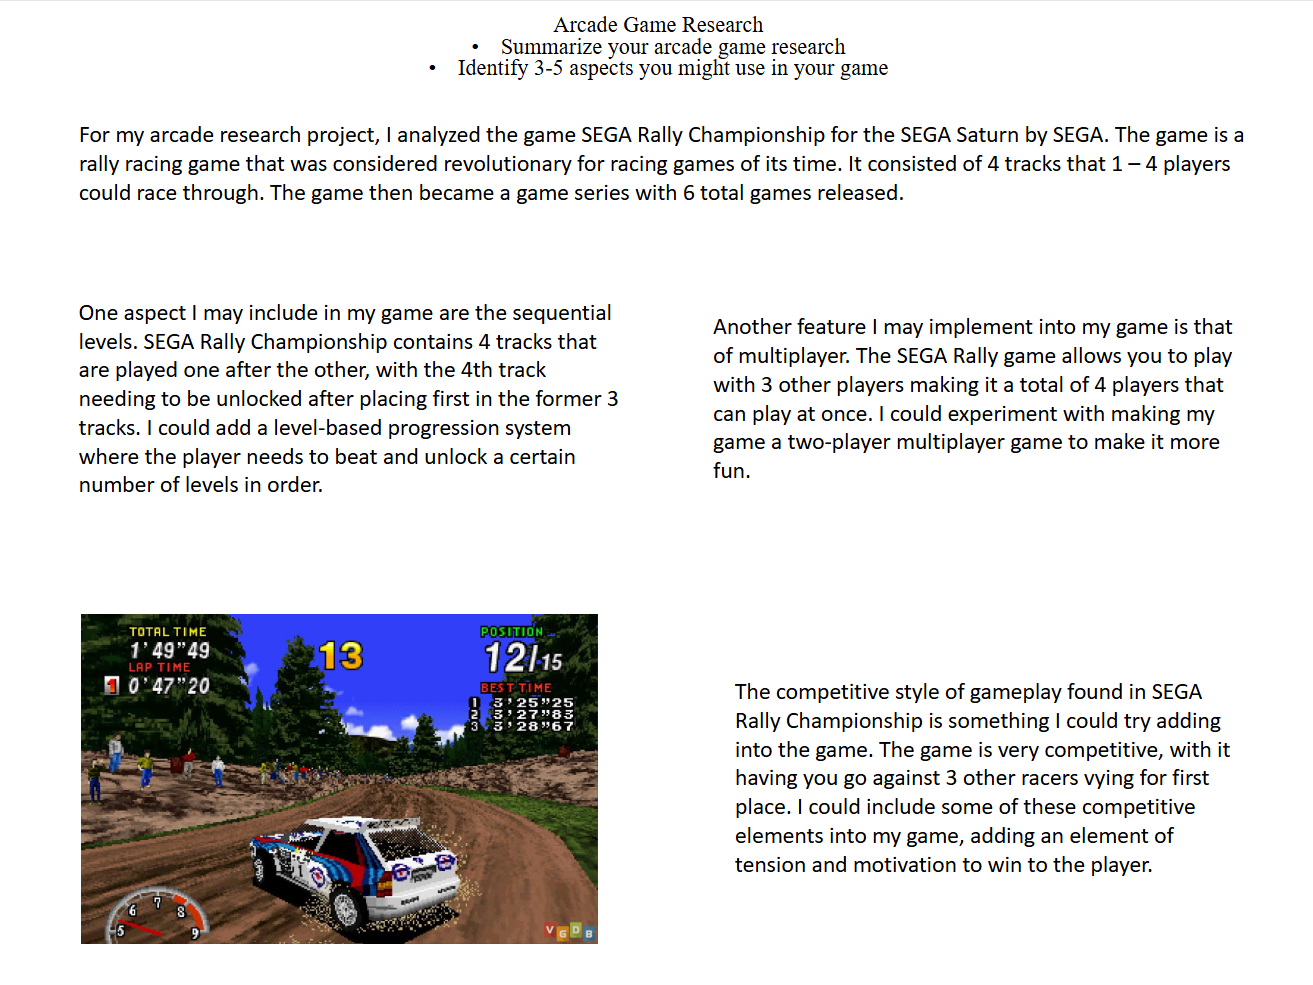 Arcade Game Research
• Summarize your arcade game research
• Identify 3-5 aspects you might use in your game
For my arcade research project, I analyzed the game SEGA Rally Championship for the SEGA Saturn by SEGA. The game is a
rally racing game that was considered revolutionary for racing games of its time. It consisted of 4 tracks that 1 – 4 players
could race through. The game then became a game series with 6 total games released.
One aspect I may include in my game are the sequential
levels. SEGA Rally Championship contains 4 tracks that
are played one after the other, with the 4th track
needing to be unlocked after placing first in the former 3
tracks. I could add a level-based progression system
where the player needs to beat and unlock a certain
number of levels in order.
Another feature I may implement into my game is that
of multiplayer. The SEGA Rally game allows you to play
with 3 other players making it a total of 4 players that
can play at once. I could experiment with making my
game a two-player multiplayer game to make it more
fun.
TOTAL TIME
1'49"49
LAP TIME
1 0'47"20
13
POSITION
12/15
BEST TIME
1 3'25"25
2 3'27"83
3 3'28"67
5 6 7 8 9
VGDB
The competitive style of gameplay found in SEGA
Rally Championship is something I could try adding
into the game. The game is very competitive, with it
having you go against 3 other racers vying for first
place. I could include some of these competitive
elements into my game, adding an element of
tension and motivation to win to the player.